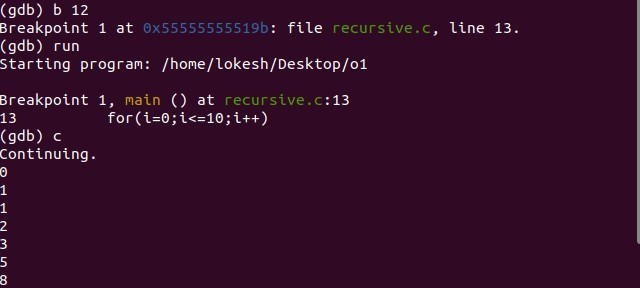 (gdb) b 12
Breakpoint 1 at 0x55555555519b: file recursive.c, line 13.
(gdb) run
Starting program: /home/lokesh/Desktop/o1
Breakpoint 1, main () at recursive.c:13
13          for(i=0;i<=10;i++)
(gdb) c
Continuing.
0
1
1
2
3
5
8